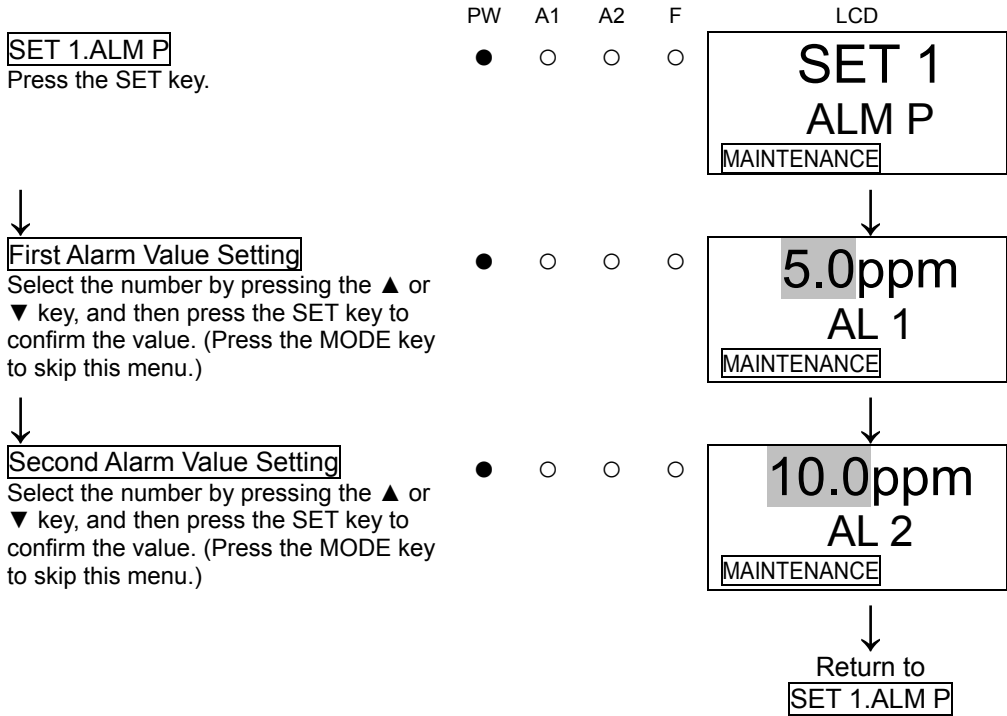 PW A1 A2 F LCD
SET 1.ALM P
Press the SET key.
● ○ ○ ○
SET 1
ALM P
MAINTENANCE
↓ ↓
First Alarm Value Setting
Select the number by pressing the ▲ or
▼ key, and then press the SET key to
confirm the value. (Press the MODE key
to skip this menu.)
● ○ ○ ○
5.0ppm
AL 1
MAINTENANCE
↓ ↓
Second Alarm Value Setting
Select the number by pressing the ▲ or
▼ key, and then press the SET key to
confirm the value. (Press the MODE key
to skip this menu.)
● ○ ○ ○
10.0ppm
AL 2
MAINTENANCE
↓
Return to
SET 1.ALM P